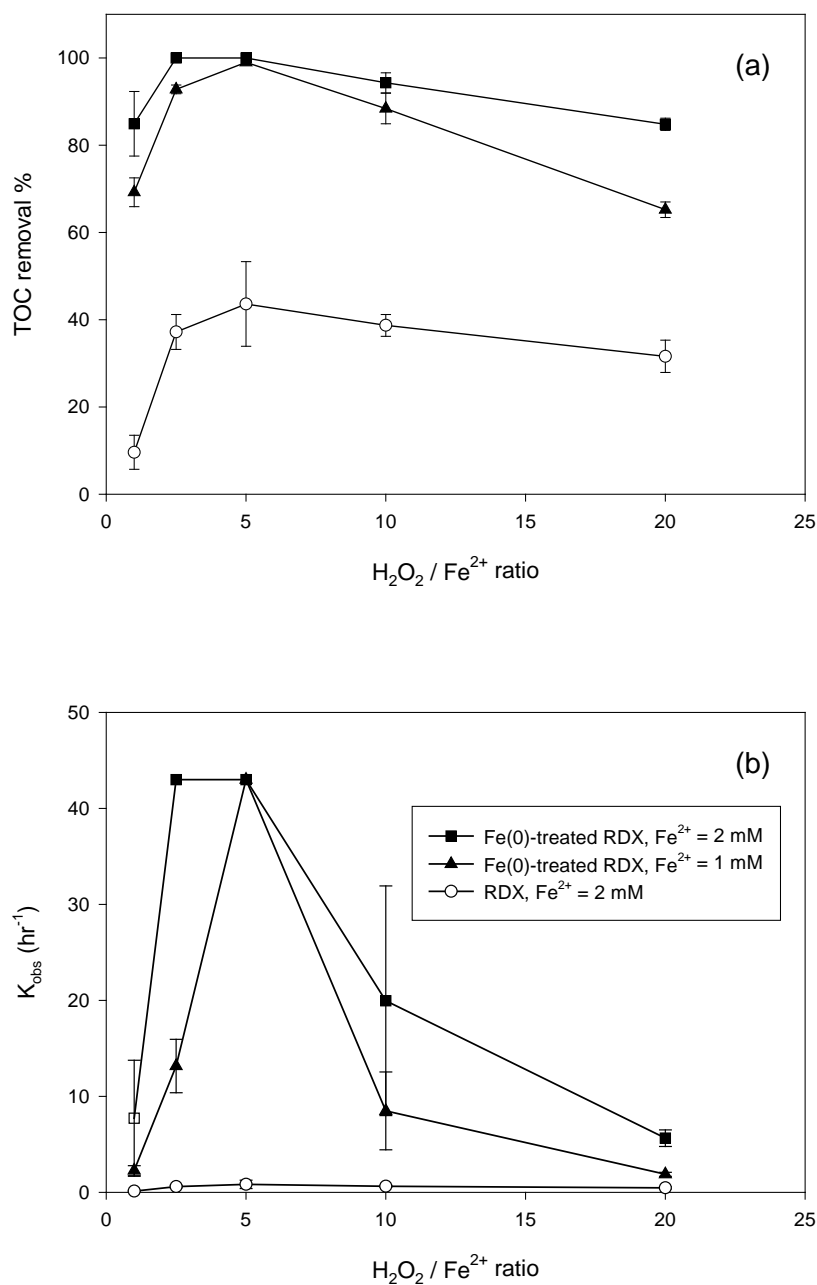 (a)
TOC removal %
100
80
60
40
20
0
0 5 10 15 20 25
H₂O₂ / Fe²⁺ ratio
(b)
K_obs (hr⁻¹)
50
40
30
20
10
0
Fe(0)-treated RDX, Fe²⁺ = 2 mM
Fe(0)-treated RDX, Fe²⁺ = 1 mM
RDX, Fe²⁺ = 2 mM
0 5 10 15 20 25
H₂O₂ / Fe²⁺ ratio